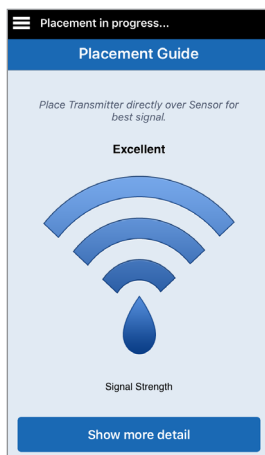 Placement in progress...
Placement Guide
Place Transmitter directly over Sensor for
best signal.
Excellent
Signal Strength
Show more detail